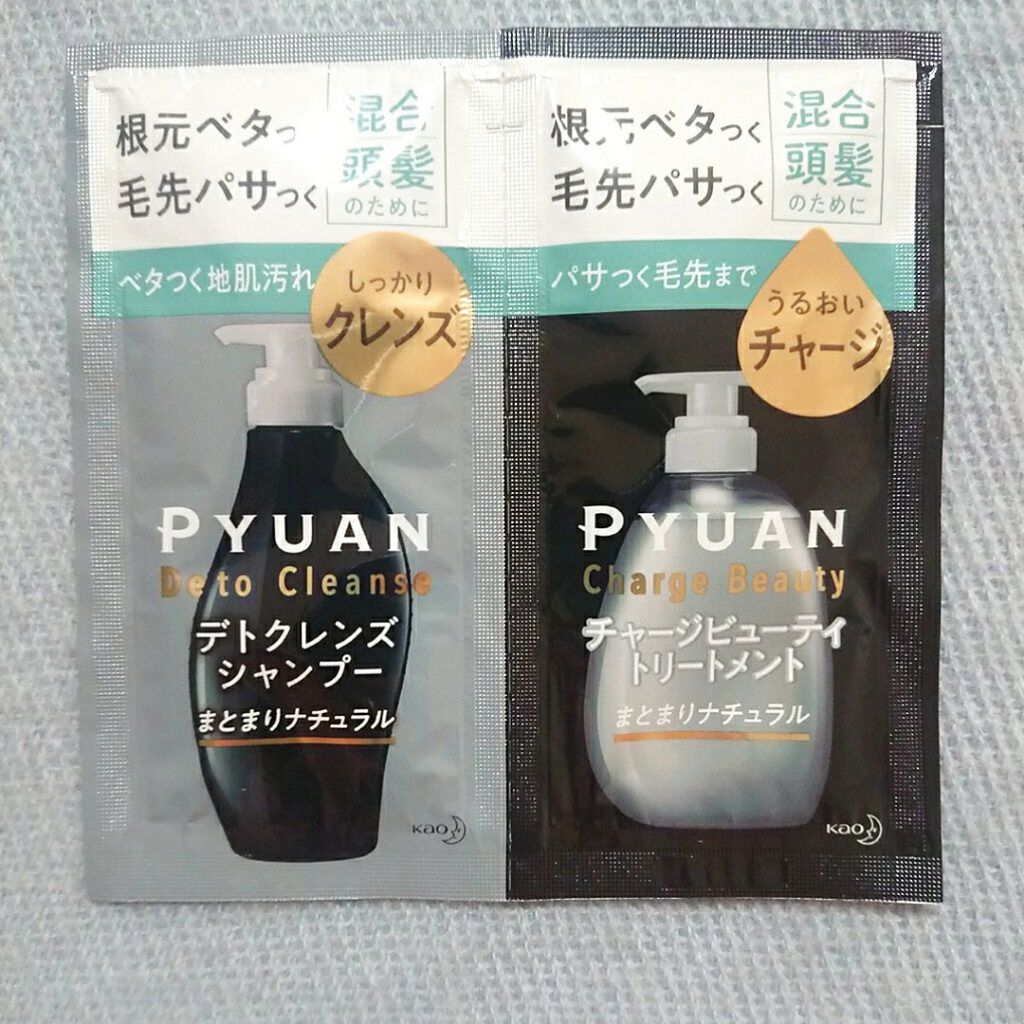 根元ベタつ
毛先パサつく
混合
頭髪
のために
ベタつく地肌汚れ
しっかり
クレンズ
PYUAN
Deto Cleanse
デトクレンズ
シャンプー
まとまりナチュラル
Kao
根元ベタつく
毛先パサつく
混合
頭髪
のために
パサつく毛先まで
うるおい
チャージ
PYUAN
Charge Beauty
チャージビューティ
トリートメント
まとまりナチュラル
Kao